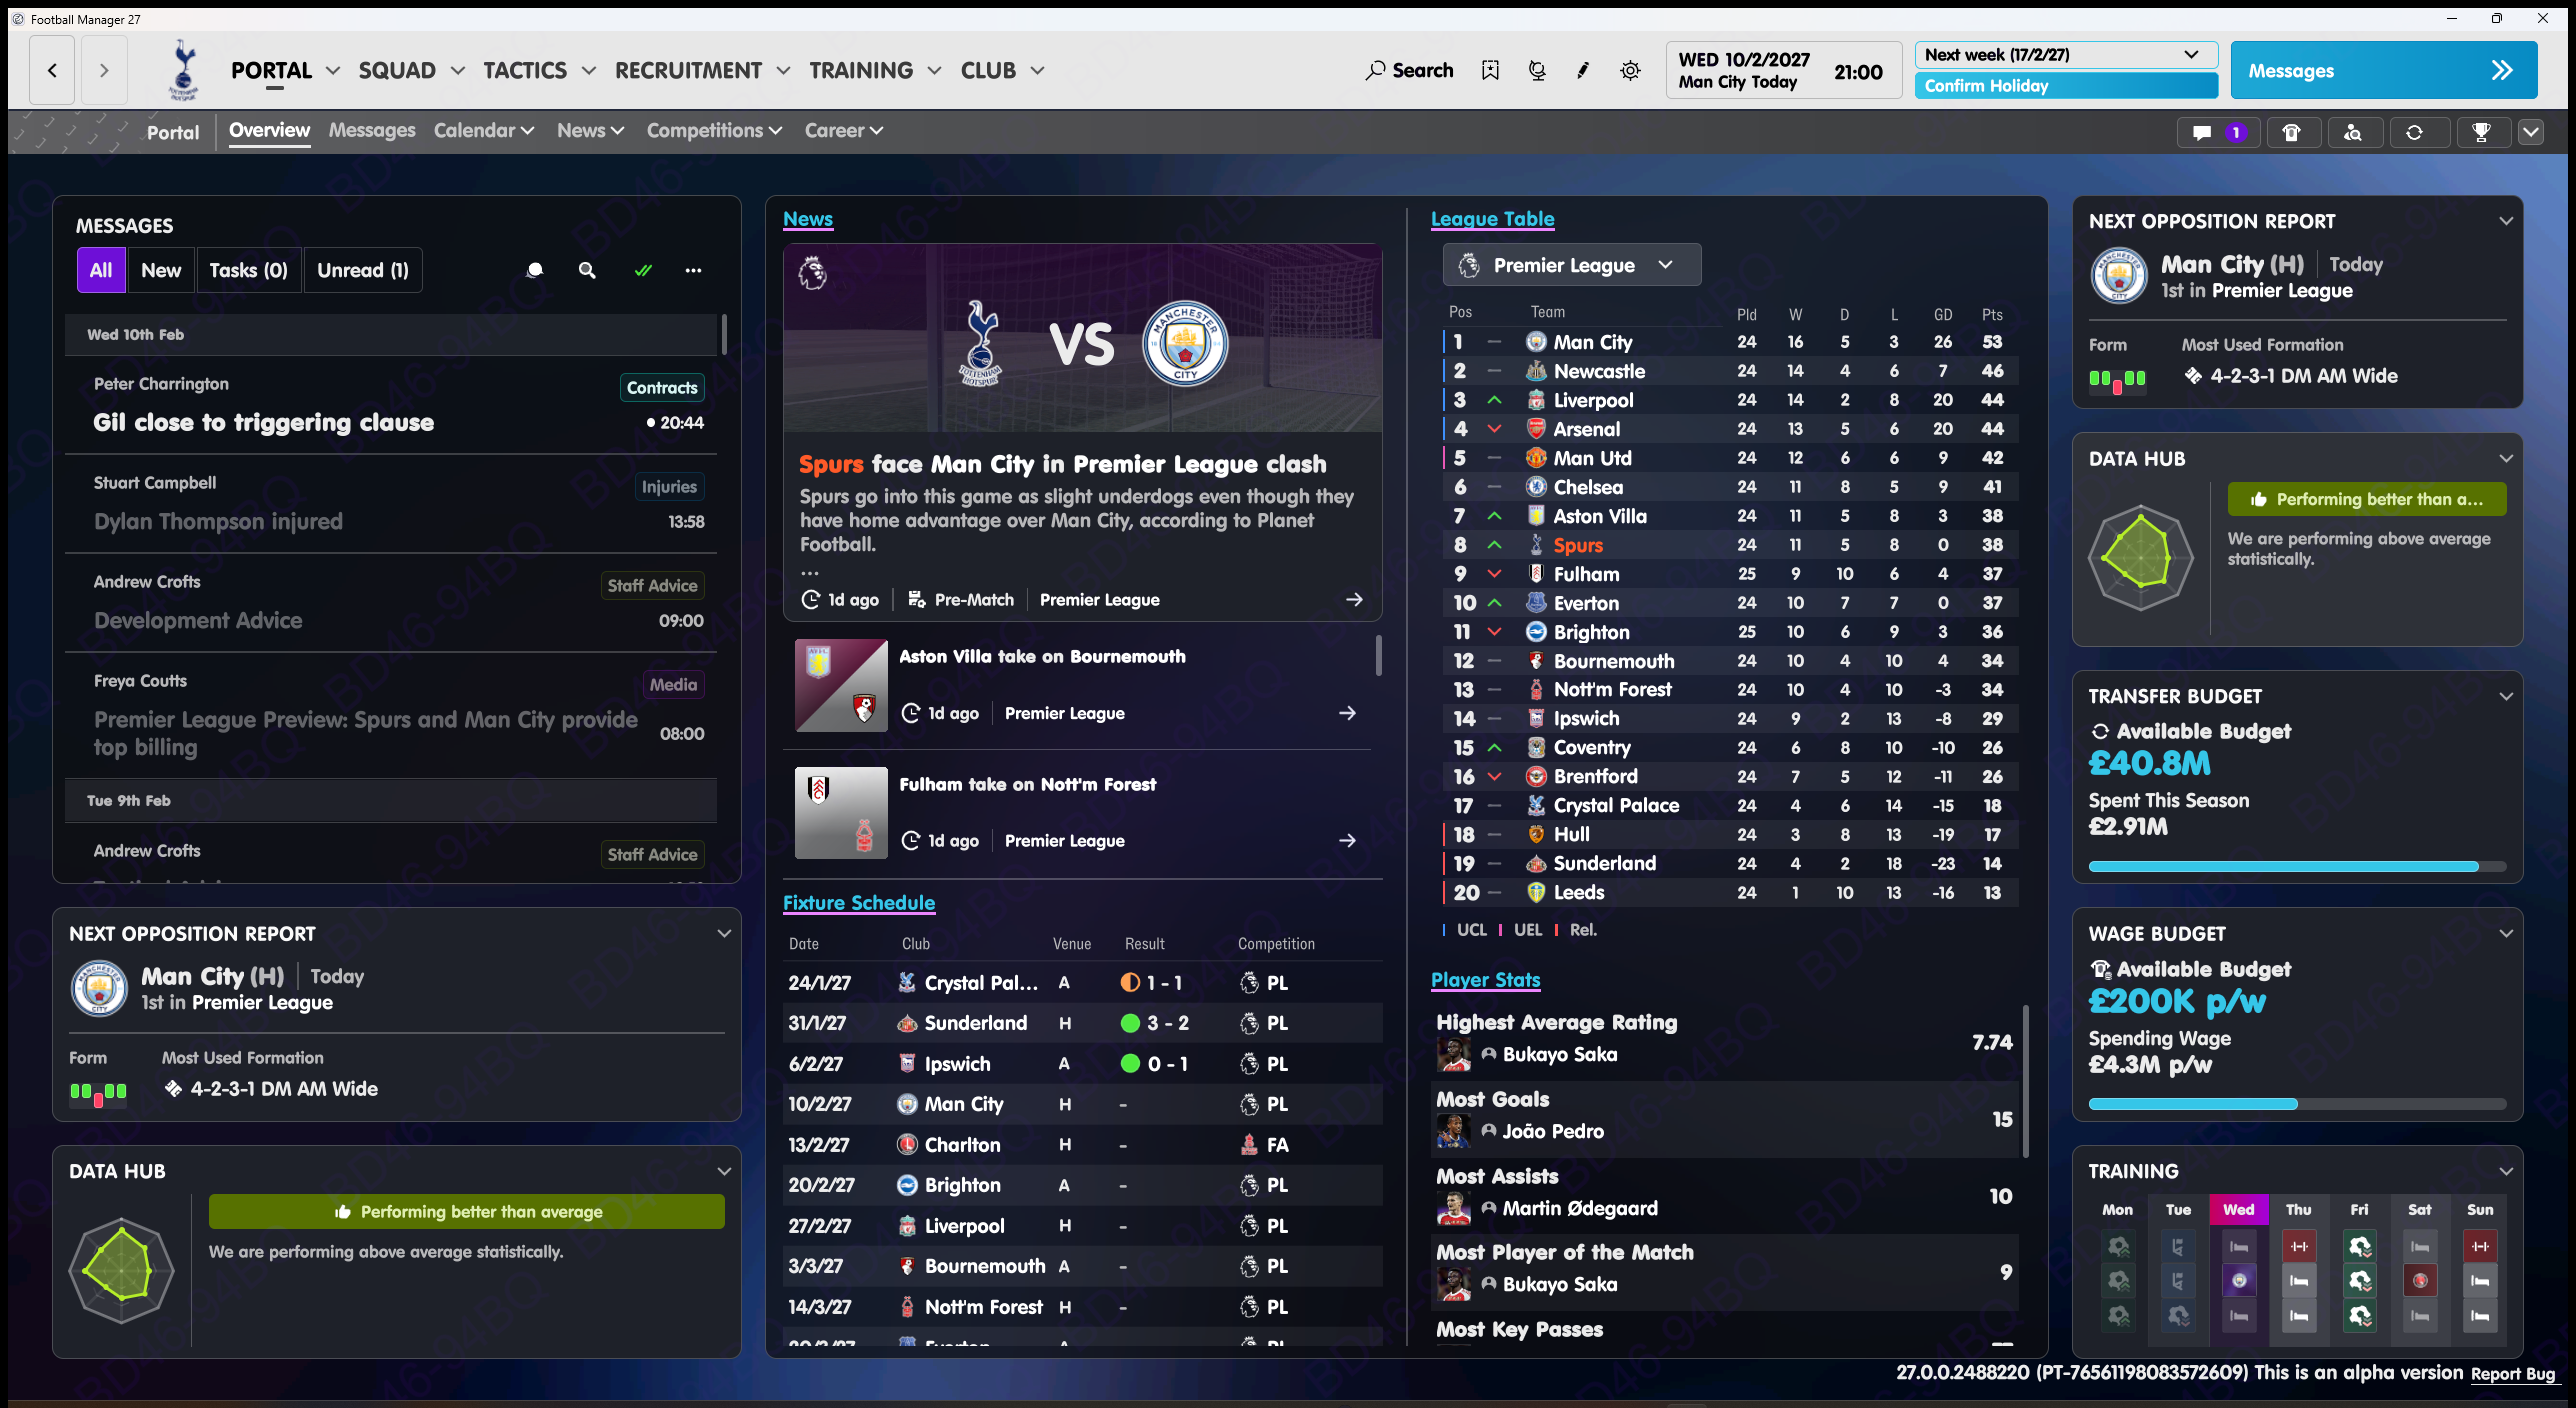 Football Manager 27
PORTAL SQUAD TACTICS RECRUITMENT TRAINING CLUB
Search
WED 10/2/2027
Man City Today
21:00
Next week (17/2/27)
Confirm Holiday
Messages
Portal Overview Messages Calendar News Competitions Career
1
MESSAGES
All New Tasks (0) Unread (1)
Wed 10th Feb
Peter Charrington Contracts
Gil close to triggering clause 20:44
Stuart Campbell Injuries
Dylan Thompson injured 13:58
Andrew Crofts Staff Advice
Development Advice 09:00
Freya Coutts Media
Premier League Preview: Spurs and Man City provide
top billing 08:00
Tue 9th Feb
Andrew Crofts Staff Advice
NEXT OPPOSITION REPORT
Man City (H) Today
1st in Premier League
Form Most Used Formation
4-2-3-1 DM AM Wide
DATA HUB
Performing better than average
We are performing above average statistically.
News
TOTTENHAM HOTSPUR
VS
MANCHESTER CITY
Spurs face Man City in Premier League clash
Spurs go into this game as slight underdogs even though they
have home advantage over Man City, according to Planet
Football.
...
1d ago Pre-Match Premier League
Aston Villa take on Bournemouth
1d ago Premier League
Fulham take on Nott'm Forest
1d ago Premier League
Fixture Schedule
Date Club Venue Result Competition
24/1/27 Crystal Pal... A 1 - 1 PL
31/1/27 Sunderland H 3 - 2 PL
6/2/27 Ipswich A 0 - 1 PL
10/2/27 Man City H - PL
13/2/27 Charlton H - FA
20/2/27 Brighton A - PL
27/2/27 Liverpool H - PL
3/3/27 Bournemouth A - PL
14/3/27 Nott'm Forest H - PL
League Table
Premier League
Pos Team Pld W D L GD Pts
1 Man City 24 16 5 3 26 53
2 Newcastle 24 14 4 6 7 46
3 Liverpool 24 14 2 8 20 44
4 Arsenal 24 13 5 6 20 44
5 Man Utd 24 12 6 6 9 42
6 Chelsea 24 11 8 5 9 41
7 Aston Villa 24 11 5 8 3 38
8 Spurs 24 11 5 8 0 38
9 Fulham 25 9 10 6 4 37
10 Everton 24 10 7 7 0 37
11 Brighton 25 10 6 9 3 36
12 Bournemouth 24 10 4 10 4 34
13 Nott'm Forest 24 10 4 10 -3 34
14 Ipswich 24 9 2 13 -8 29
15 Coventry 24 6 8 10 -10 26
16 Brentford 24 7 5 12 -11 26
17 Crystal Palace 24 4 6 14 -15 18
18 Hull 24 3 8 13 -19 17
19 Sunderland 24 4 2 18 -23 14
20 Leeds 24 1 10 13 -16 13
UCL UEL Rel.
Player Stats
Highest Average Rating
Bukayo Saka 7.74
Most Goals
João Pedro 15
Most Assists
Martin Ødegaard 10
Most Player of the Match
Bukayo Saka 9
Most Key Passes
NEXT OPPOSITION REPORT
Man City (H) Today
1st in Premier League
Form Most Used Formation
4-2-3-1 DM AM Wide
DATA HUB
Performing better than a...
We are performing above average
statistically.
TRANSFER BUDGET
Available Budget
£40.8M
Spent This Season
£2.91M
WAGE BUDGET
Available Budget
£200K p/w
Spending Wage
£4.3M p/w
TRAINING
Mon Tue Wed Thu Fri Sat Sun
27.0.0.2488220 (PT-76561198083572609) This is an alpha version Report Bug
BD46-94BQ